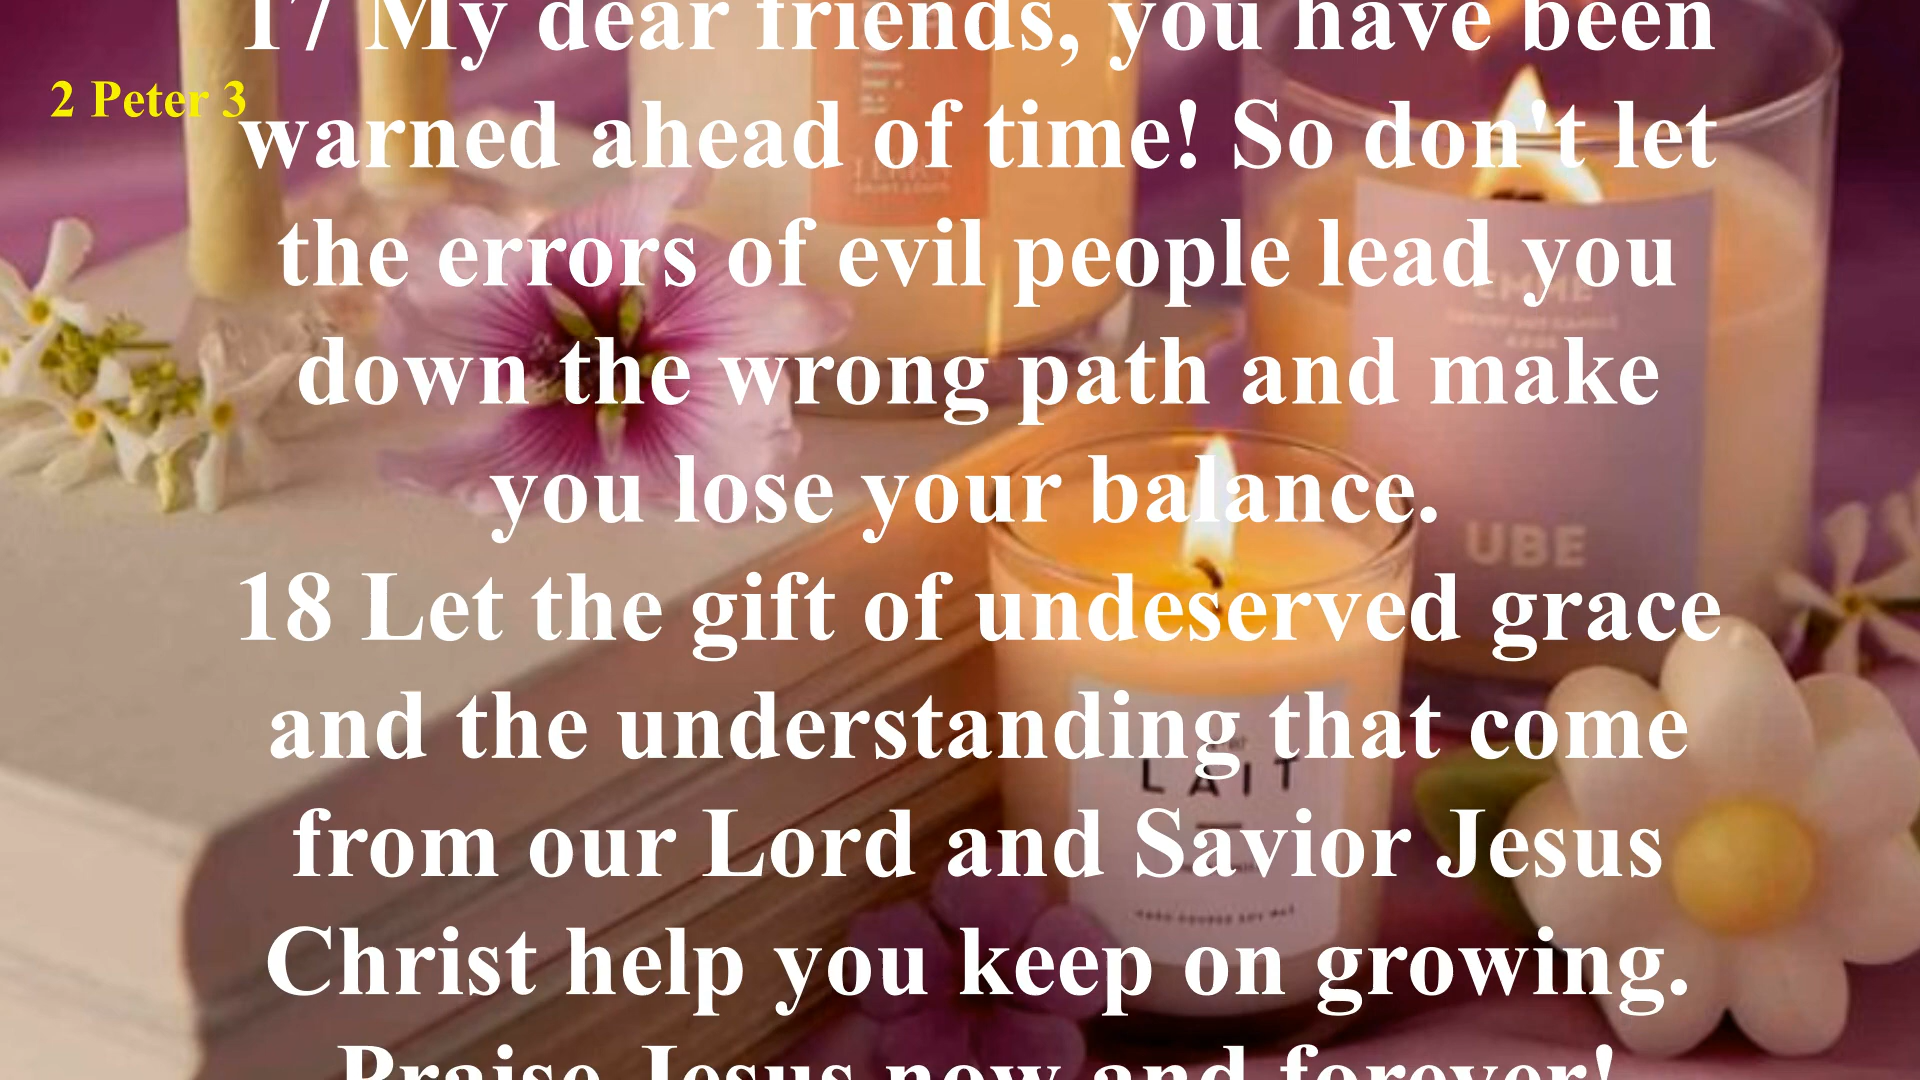 17 My dear friends, you have been
2 Peter 3
warned ahead of time! So don't let
the errors of evil people lead you
down the wrong path and make
you lose your balance.
18 Let the gift of undeserved grace
and the understanding that come
from our Lord and Savior Jesus
Christ help you keep on growing.
Praise Jesus now and forever!
UBE
LAIT